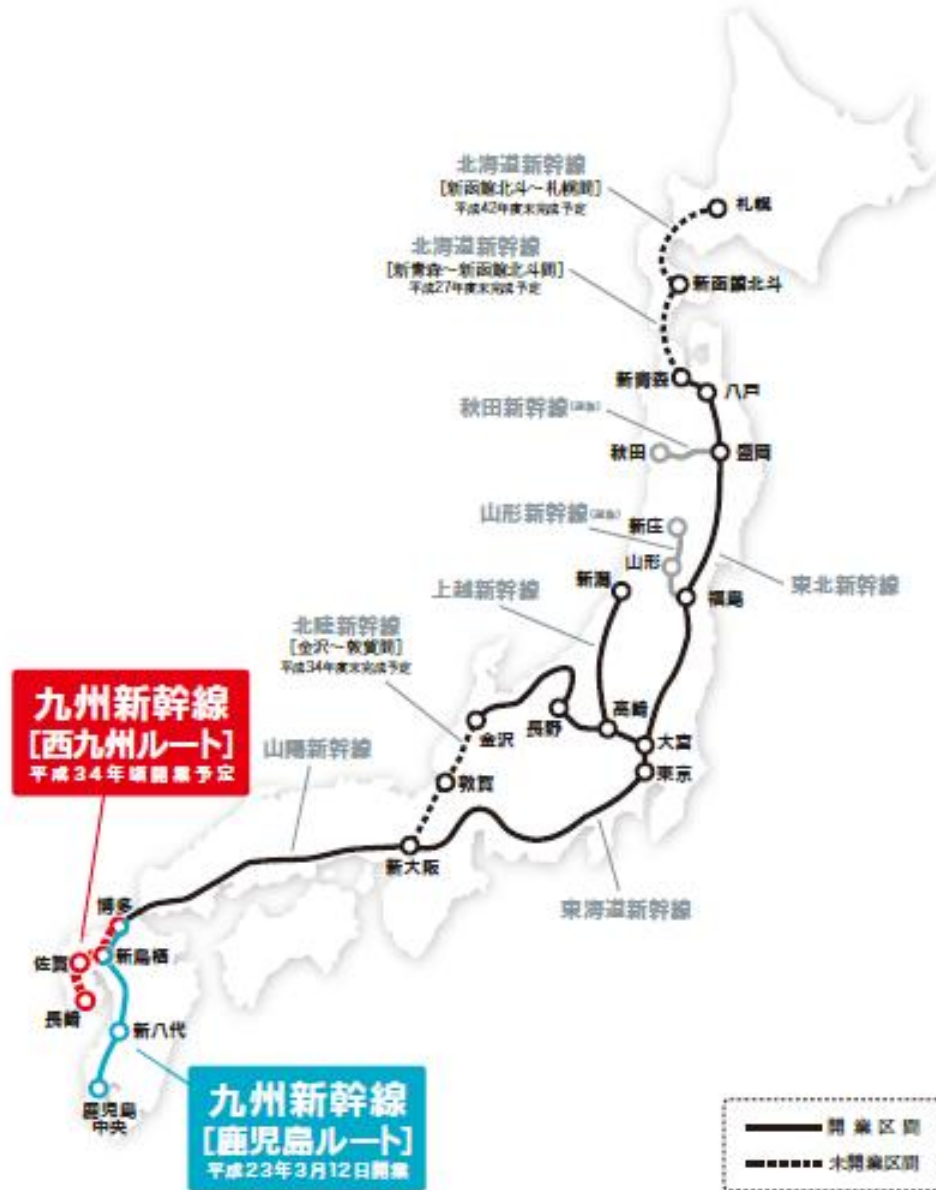 北海道新幹線
[新函館北斗～札幌間]
平成42年度末完成予定
札幌
北海道新幹線
[新青森～新函館北斗間]
平成27年度末完成予定
新函館北斗
新青森
八戸
秋田新幹線
秋田
盛岡
山形新幹線
新庄
山形
新潟
福島
東北新幹線
上越新幹線
北陸新幹線
[金沢～敦賀間]
平成34年度末完成予定
九州新幹線
[西九州ルート]
平成34年頃開業予定
山陽新幹線
金沢
長野
高崎
大宮
東京
敦賀
新大阪
東海道新幹線
博多
佐賀
新鳥栖
長崎
新八代
鹿児島
中央
九州新幹線
[鹿児島ルート]
平成23年3月12日開業
開業区間
未開業区間